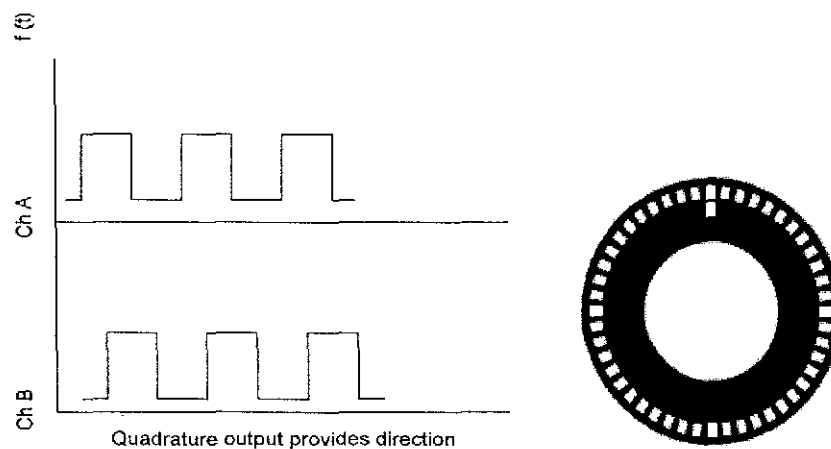 f (t)
Ch A
Ch B
Quadrature output provides direction